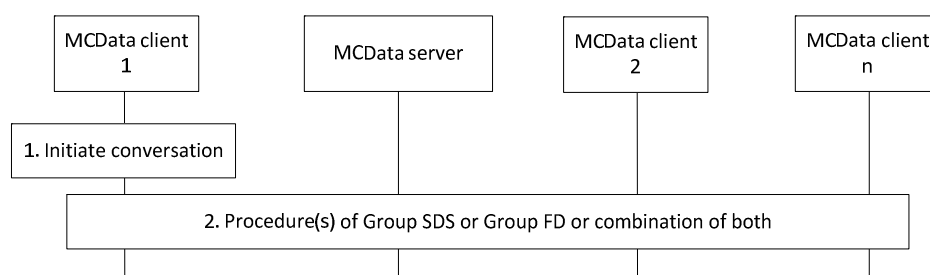 MCData client
1
MCData server
MCData client
2
MCData client
n
1. Initiate conversation
2. Procedure(s) of Group SDS or Group FD or combination of both